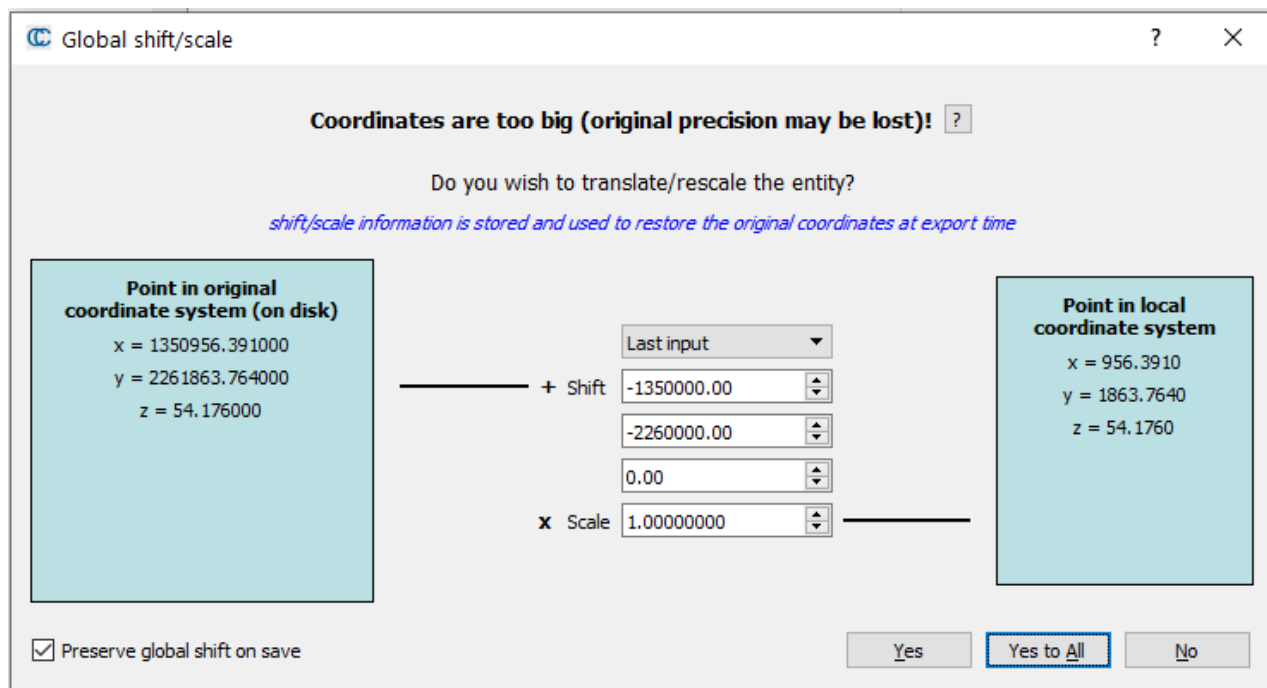 Global shift/scale
?
Coordinates are too big (original precision may be lost)! ?
Do you wish to translate/rescale the entity?
shift/scale information is stored and used to restore the original coordinates at export time
Point in original
coordinate system (on disk)
x = 1350956.391000
y = 2261863.764000
z = 54.176000
Last input
+ Shift -1350000.00
-2260000.00
0.00
x Scale 1.00000000
Point in local
coordinate system
x = 956.3910
y = 1863.7640
z = 54.1760
Preserve global shift on save
Yes
Yes to All
No